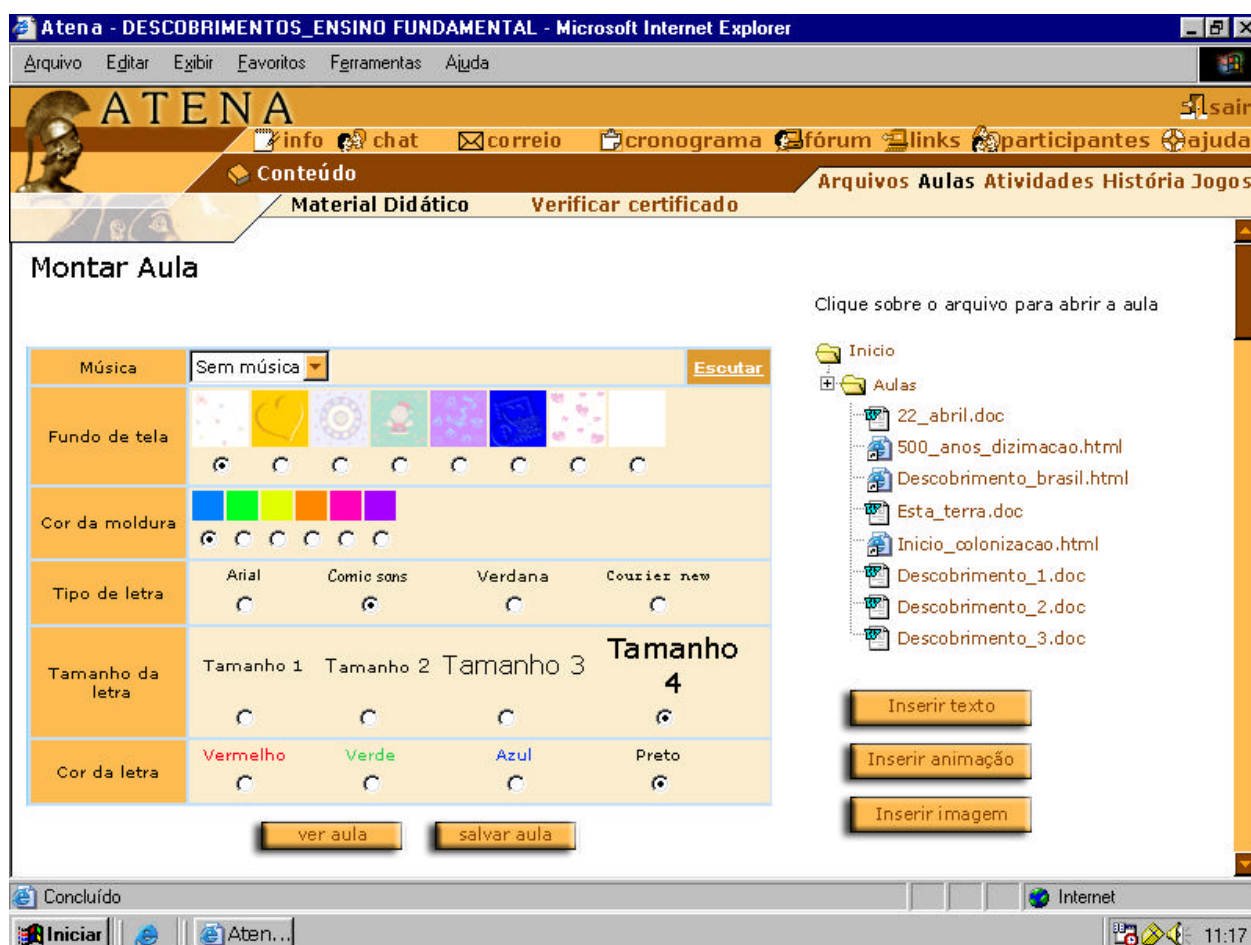 Atena - DESCOBRIMENTOS_ENSINO FUNDAMENTAL - Microsoft Internet Explorer
Arquivo Editar Exibir Favoritos Ferramentas Ajuda
ATENA
sair
info chat correio cronograma fórum links participantes ajuda
Conteúdo
Arquivos Aulas Atividades História Jogos
Material Didático Verificar certificado
Montar Aula
Clique sobre o arquivo para abrir a aula
Música Sem música Escutar
Fundo de tela
Cor da moldura
Tipo de letra Arial Comic sans Verdana Courier new
Tamanho da letra Tamanho 1 Tamanho 2 Tamanho 3 Tamanho 4
Cor da letra Vermelho Verde Azul Preto
ver aula salvar aula
Inicio
Aulas
22_abril.doc
500_anos_dizimacao.html
Descobrimento_brasil.html
Esta_terra.doc
Inicio_colonizacao.html
Descobrimento_1.doc
Descobrimento_2.doc
Descobrimento_3.doc
Inserir texto
Inserir animação
Inserir imagem
Concluído Internet
Iniciar Aten... 11:17